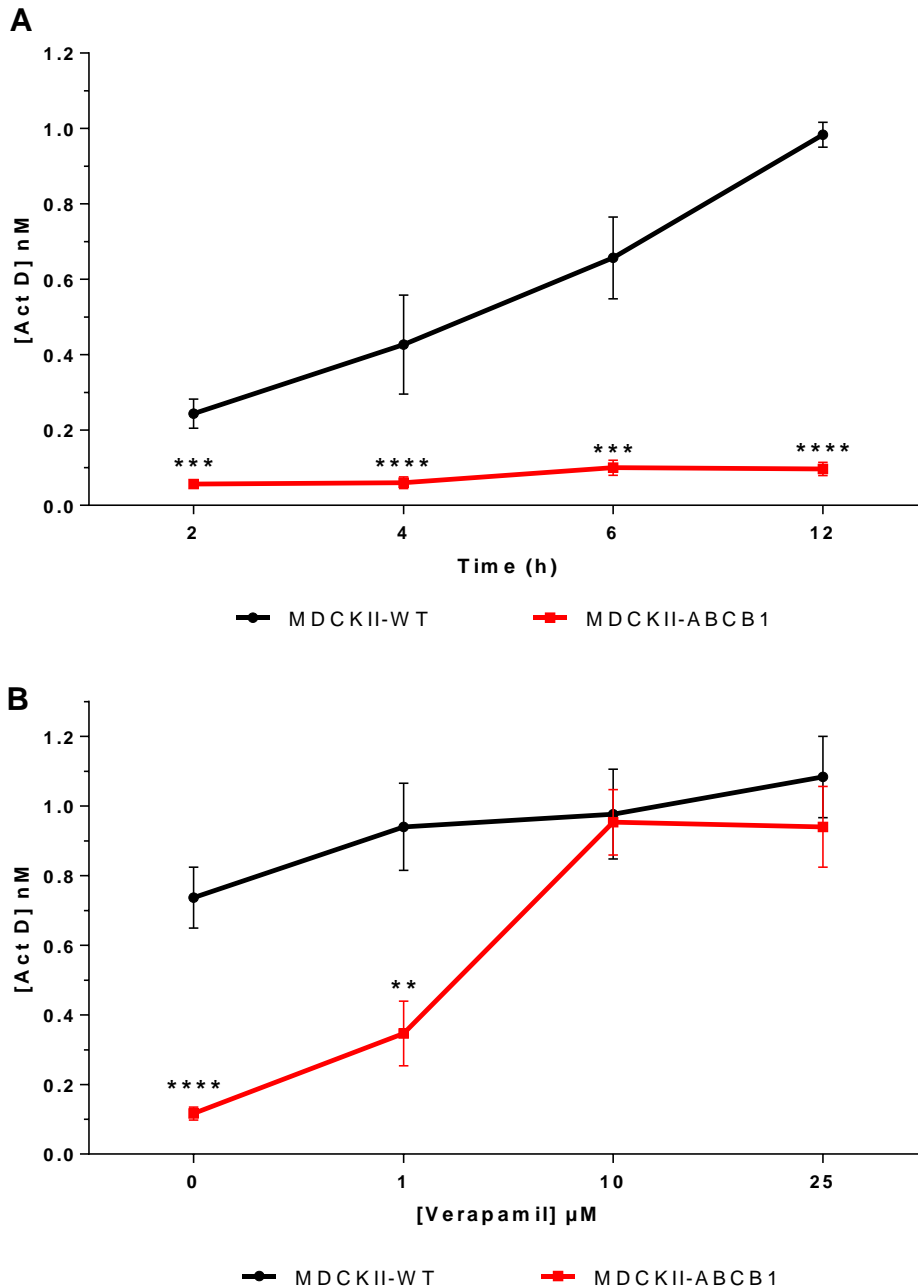 A
1.2
1.0
0.8
0.6
0.4
0.2
0.0
[Act D] nM
***
****
***
****
2
4
6
12
Time (h)
MDCKII-WT
MDCKII-ABCB1
B
1.2
1.0
0.8
0.6
0.4
0.2
0.0
[Act D] nM
****
**
0
1
10
25
[Verapamil] µM
MDCKII-WT
MDCKII-ABCB1